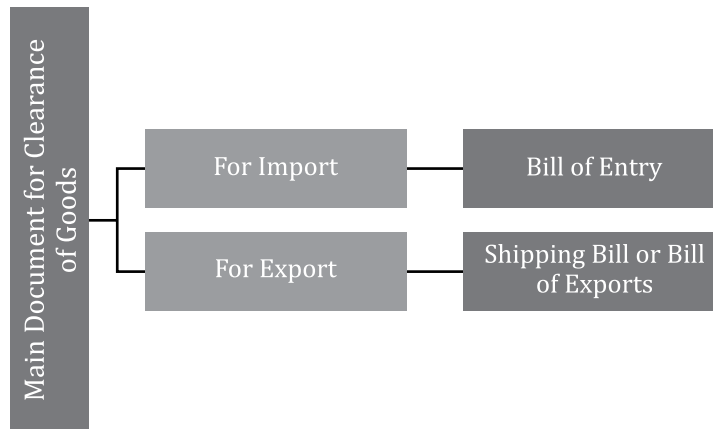 Main Document for Clearance
of Goods
For Import
Bill of Entry
For Export
Shipping Bill or Bill
of Exports